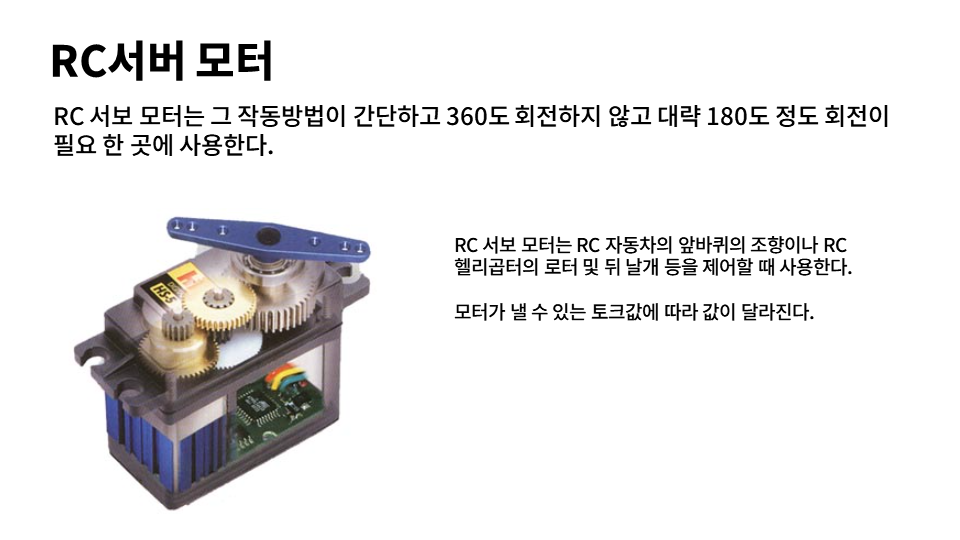 RC서버 모터
RC 서보 모터는 그 작동방법이 간단하고 360도 회전하지 않고 대략 180도 정도 회전이
필요 한 곳에 사용한다.
RC 서보 모터는 RC 자동차의 앞바퀴의 조향이나 RC
헬리곱터의 로터 및 뒤 날개 등을 제어할 때 사용한다.
모터가 낼 수 있는 토크값에 따라 값이 달라진다.